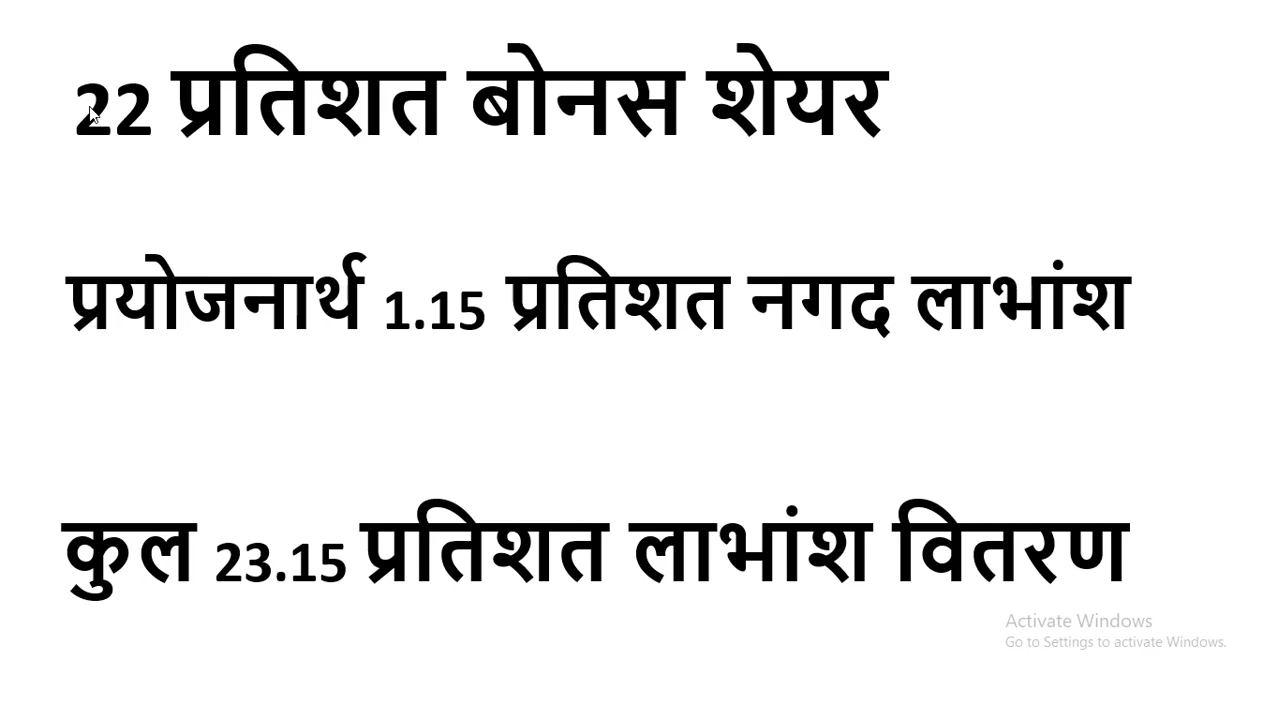 22 प्रतिशत बोनस शेयर
प्रयोजनार्थ 1.15 प्रतिशत नगद लाभांश
कुल 23.15 प्रतिशत लाभांश वितरण
Activate Windows
Go to Settings to activate Windows.